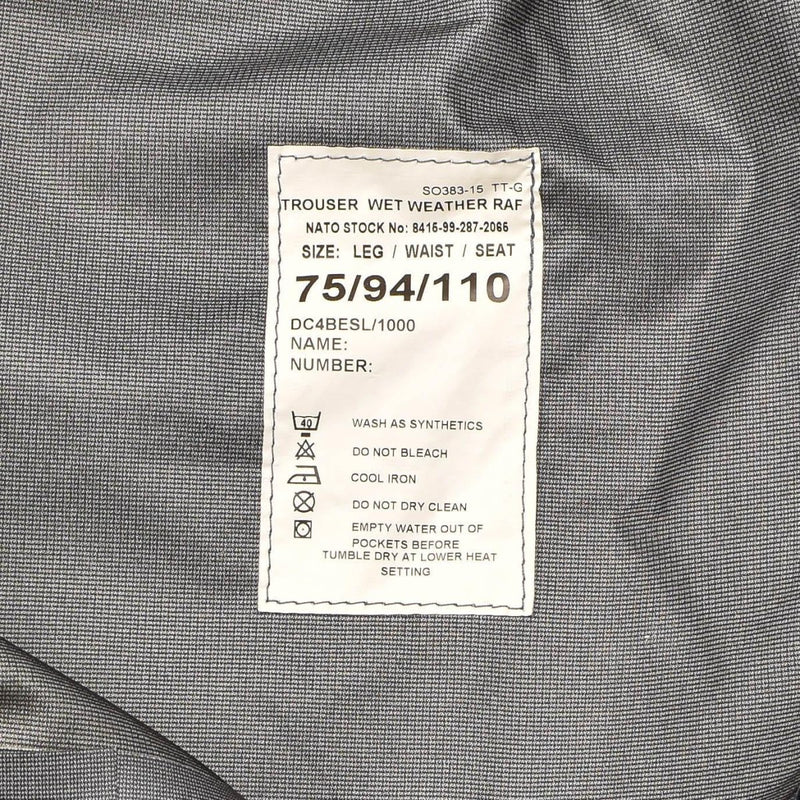 SO383-15 TT-G
TROUSER WET WEATHER RAF
NATO STOCK No: 8415-99-287-2066
SIZE: LEG / WAIST / SEAT
75/94/110
DC4BESL/1000
NAME:
NUMBER:
40 WASH AS SYNTHETICS
DO NOT BLEACH
COOL IRON
DO NOT DRY CLEAN
EMPTY WATER OUT OF
POCKETS BEFORE
TUMBLE DRY AT LOWER HEAT
SETTING